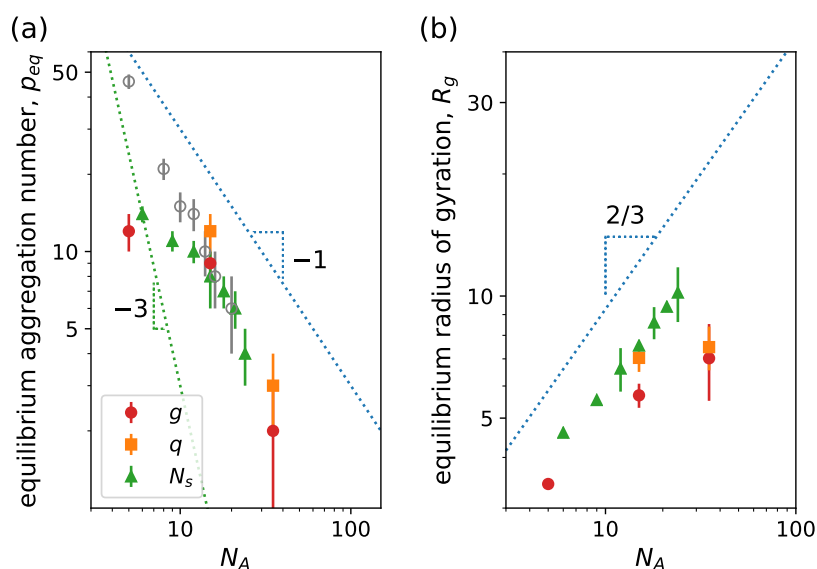 (a)
equilibrium aggregation number, p_eq
50
10
5
−1
−3
g
q
N_s
10
100
N_A
(b)
equilibrium radius of gyration, R_g
30
10
5
2/3
10
100
N_A